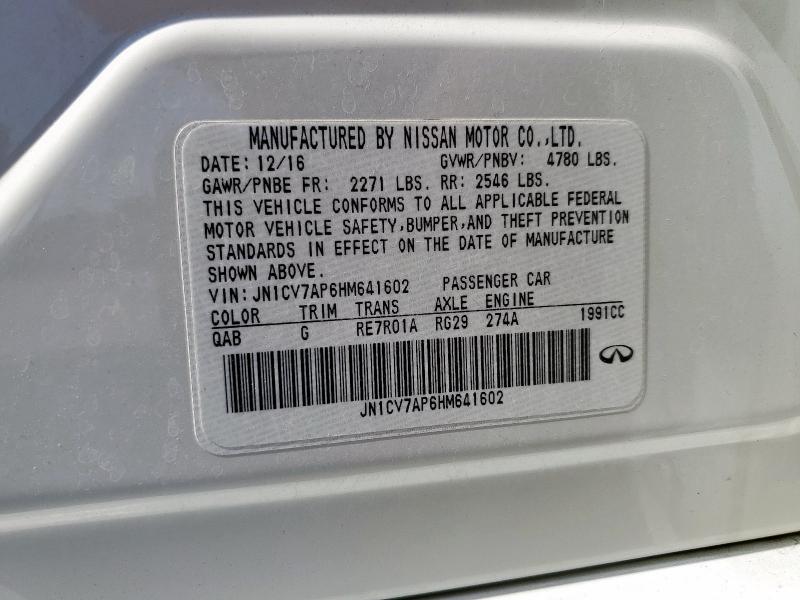 MANUFACTURED BY NISSAN MOTOR CO.,LTD.
DATE: 12/16 GVWR/PNBV: 4780 LBS.
GAWR/PNBE FR: 2271 LBS. RR: 2546 LBS.
THIS VEHICLE CONFORMS TO ALL APPLICABLE FEDERAL
MOTOR VEHICLE SAFETY,BUMPER,AND THEFT PREVENTION
STANDARDS IN EFFECT ON THE DATE OF MANUFACTURE
SHOWN ABOVE.
VIN:JN1CV7AP6HM641602 PASSENGER CAR
COLOR TRIM TRANS AXLE ENGINE
QAB G RE7R01A RG29 274A 1991CC
JN1CV7AP6HM641602